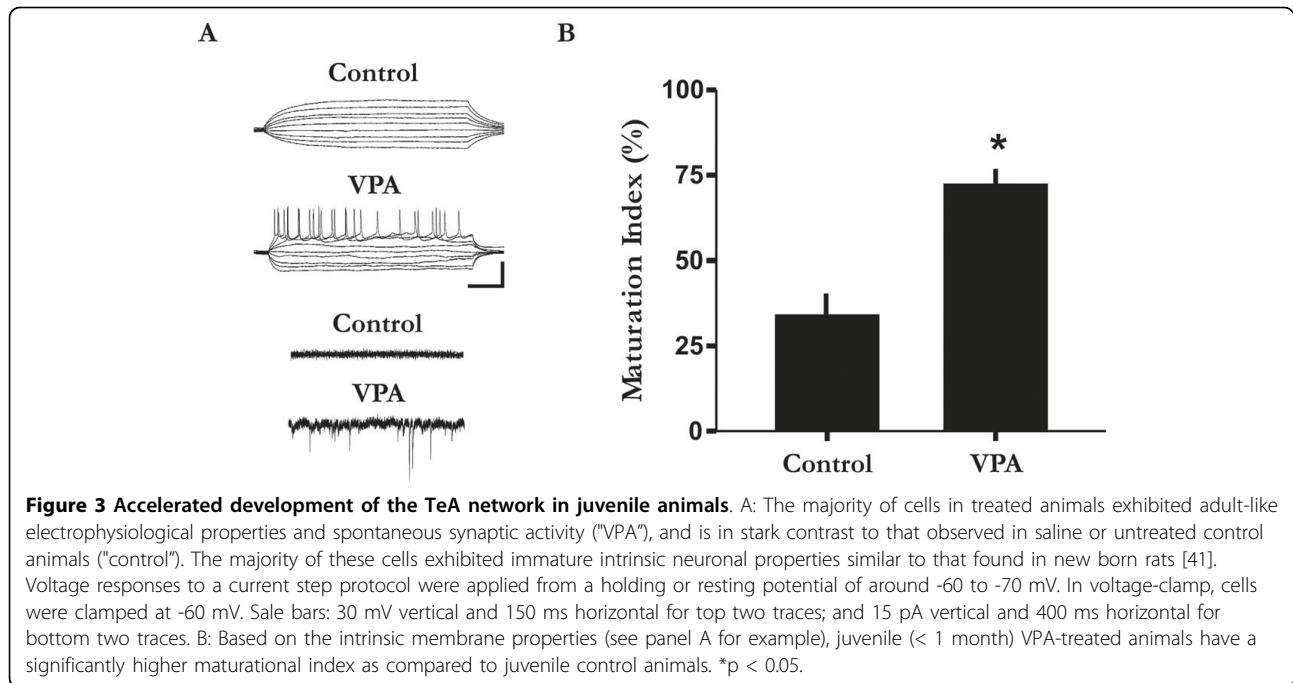 A
B
Control
VPA
Control
VPA
Maturation Index (%)
100
75
50
25
0
*
Control
VPA
Figure 3 Accelerated development of the TeA network in juvenile animals. A: The majority of cells in treated animals exhibited adult-like
electrophysiological properties and spontaneous synaptic activity ("VPA"), and is in stark contrast to that observed in saline or untreated control
animals ("control"). The majority of these cells exhibited immature intrinsic neuronal properties similar to that found in new born rats [41].
Voltage responses to a current step protocol were applied from a holding or resting potential of around -60 to -70 mV. In voltage-clamp, cells
were clamped at -60 mV. Sale bars: 30 mV vertical and 150 ms horizontal for top two traces; and 15 pA vertical and 400 ms horizontal for
bottom two traces. B: Based on the intrinsic membrane properties (see panel A for example), juvenile (< 1 month) VPA-treated animals have a
significantly higher maturational index as compared to juvenile control animals. *p < 0.05.